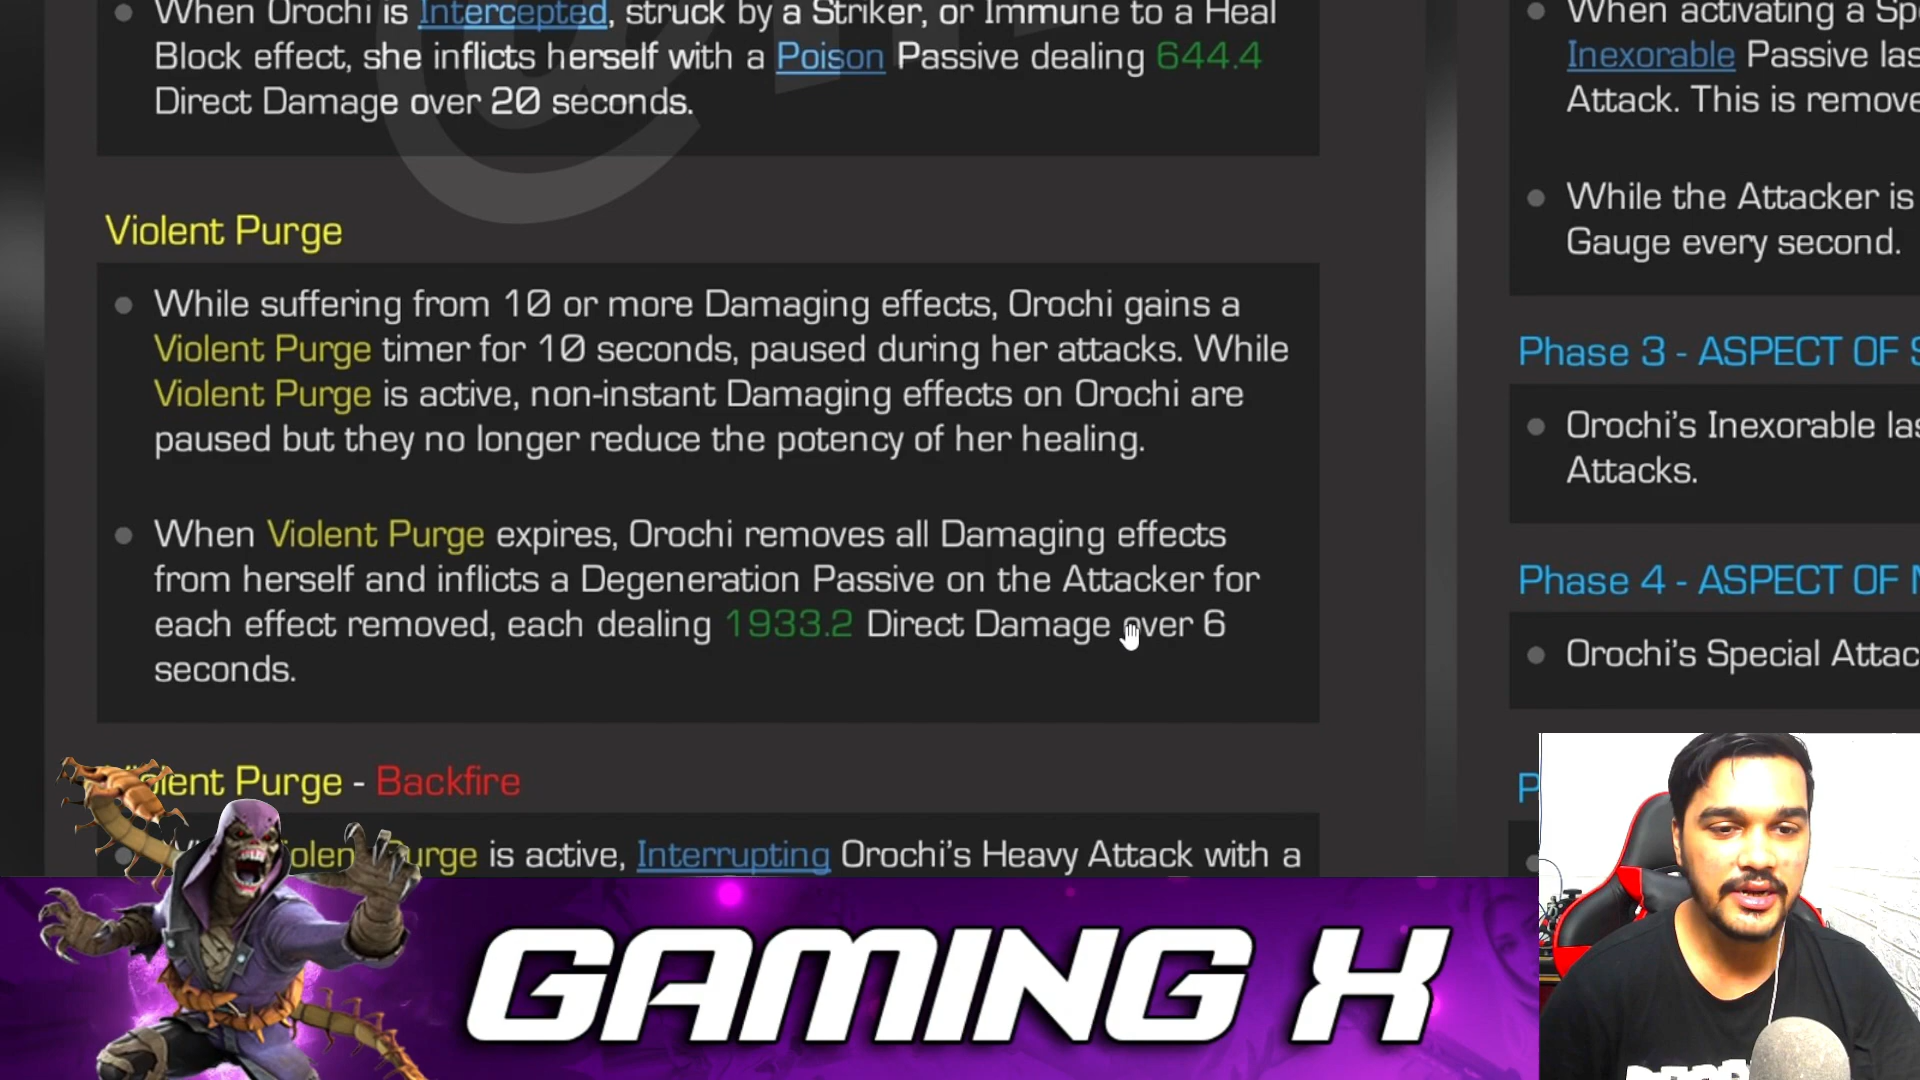 When Orochi is Intercepted, struck by a Striker, or Immune to a Heal
Block effect, she inflicts herself with a Poison Passive dealing 644.4
Direct Damage over 20 seconds.
Violent Purge
While suffering from 10 or more Damaging effects, Orochi gains a
Violent Purge timer for 10 seconds, paused during her attacks. While
Violent Purge is active, non-instant Damaging effects on Orochi are
paused but they no longer reduce the potency of her healing.
When Violent Purge expires, Orochi removes all Damaging effects
from herself and inflicts a Degeneration Passive on the Attacker for
each effect removed, each dealing 1933.2 Direct Damage over 6
seconds.
Violent Purge - Backfire
Purge is active, Interrupting Orochi's Heavy Attack with a
When activating a Sp
Inexorable Passive las
Attack. This is remove
While the Attacker is
Gauge every second.
Phase 3 - ASPECT OF S
Orochi's Inexorable las
Attacks.
Phase 4 - ASPECT OF
Orochi's Special Attac
P
GAMING X